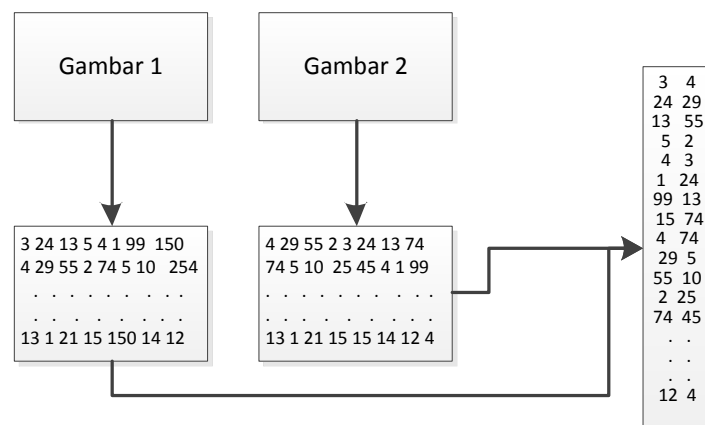 Gambar 1
Gambar 2
3 24 13 5 4 1 99 150
4 29 55 2 74 5 10 254
. . . . . . . . .
. . . . . . . . .
13 1 21 15 150 14 12
4 29 55 2 3 24 13 74
74 5 10 25 45 4 1 99
. . . . . . . . . .
. . . . . . . . . .
13 1 21 15 15 14 12 4
3 4
24 29
13 55
5 2
4 3
1 24
99 13
15 74
4 74
29 5
55 10
2 25
74 45
. .
. .
. .
12 4